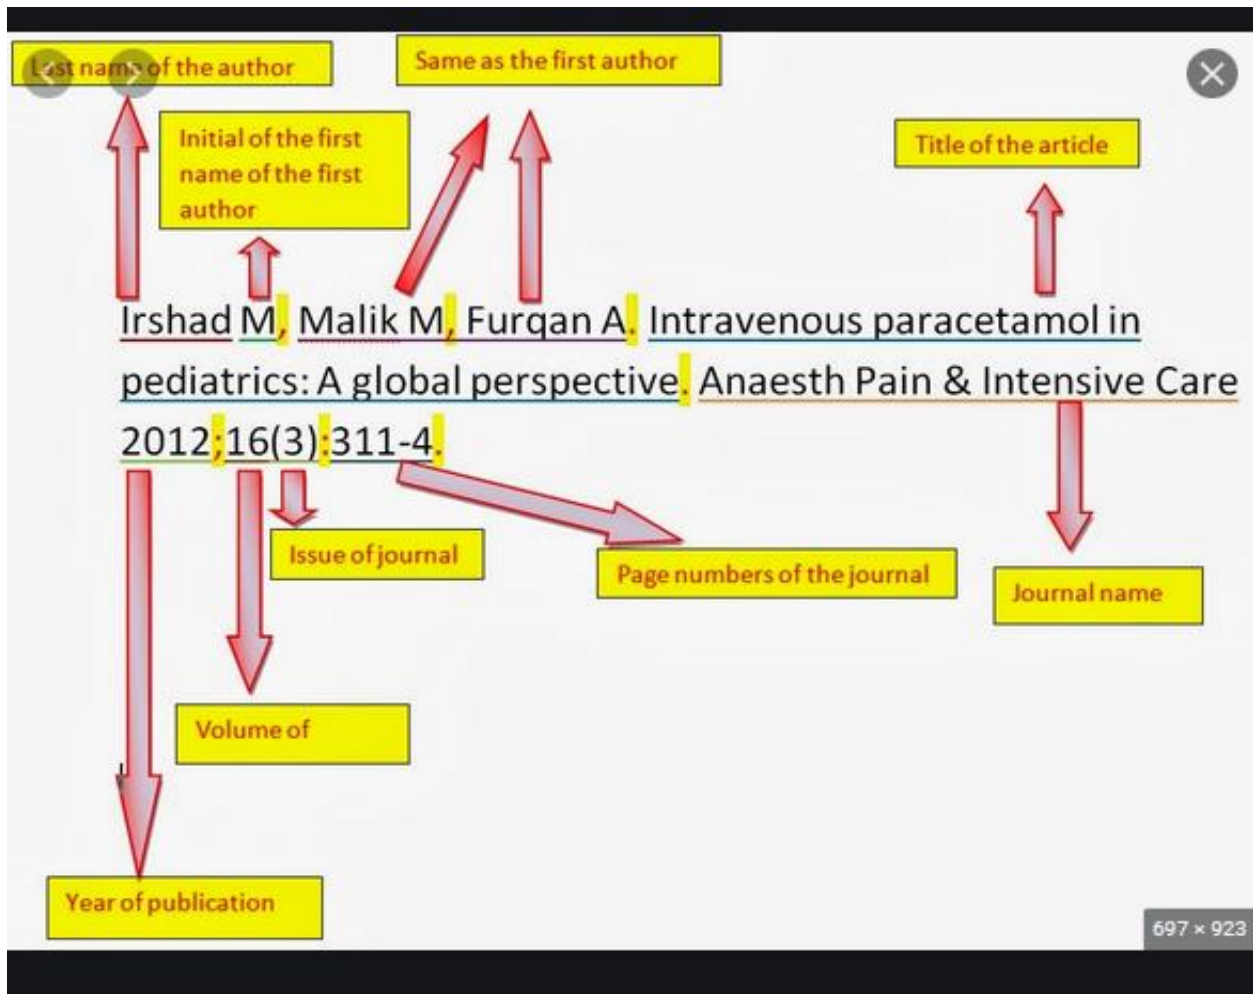 Last name of the author
Same as the first author
Initial of the first
name of the first
author
Title of the article
Irshad M, Malik M, Furqan A. Intravenous paracetamol in
pediatrics: A global perspective. Anaesth Pain & Intensive Care
2012;16(3):311-4.
Issue of journal
Page numbers of the journal
Journal name
Volume of
Year of publication
697 × 923